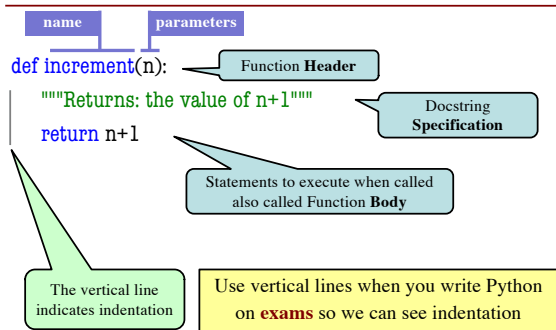 name
parameters
def increment(n):
Function Header
"""Returns: the value of n+1"""
Docstring
Specification
return n+1
Statements to execute when called
also called Function Body
The vertical line
indicates indentation
Use vertical lines when you write Python
on exams so we can see indentation